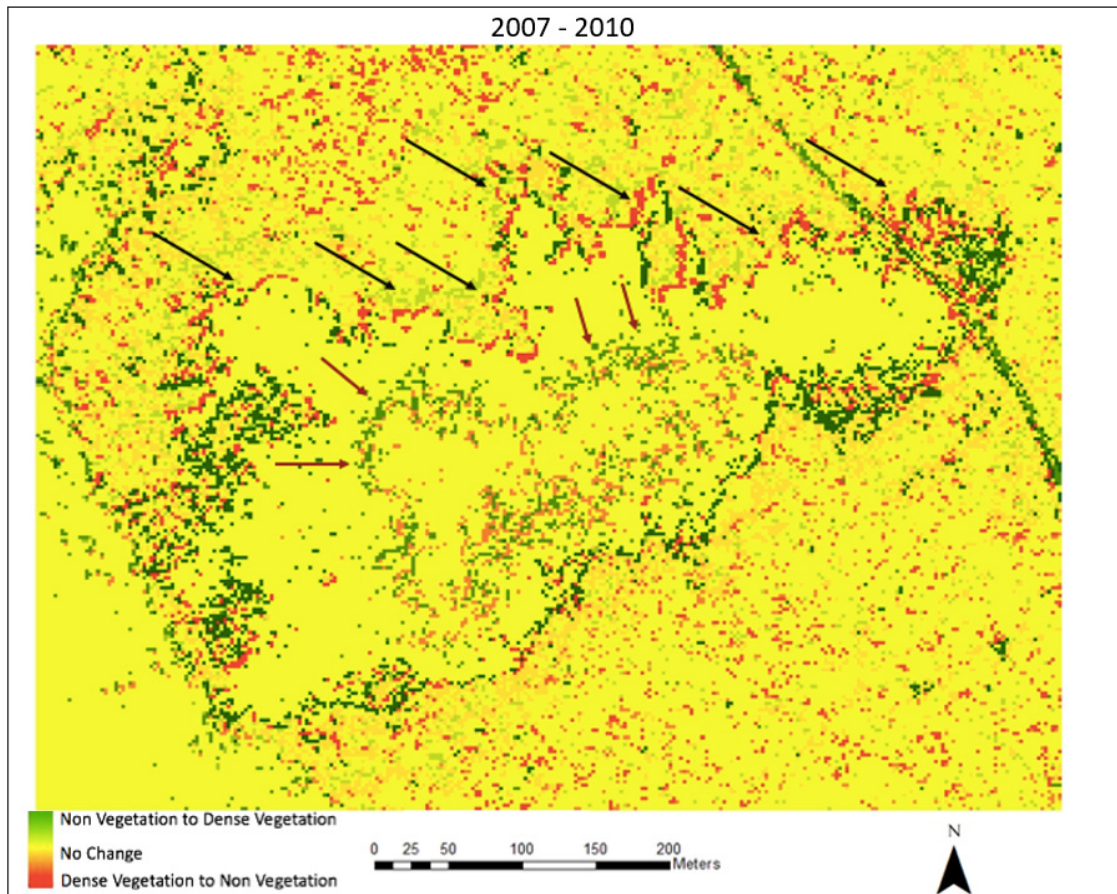 2007 - 2010
Non Vegetation to Dense Vegetation
No Change
Dense Vegetation to Non Vegetation
0 25 50 100 150 200
Meters
N